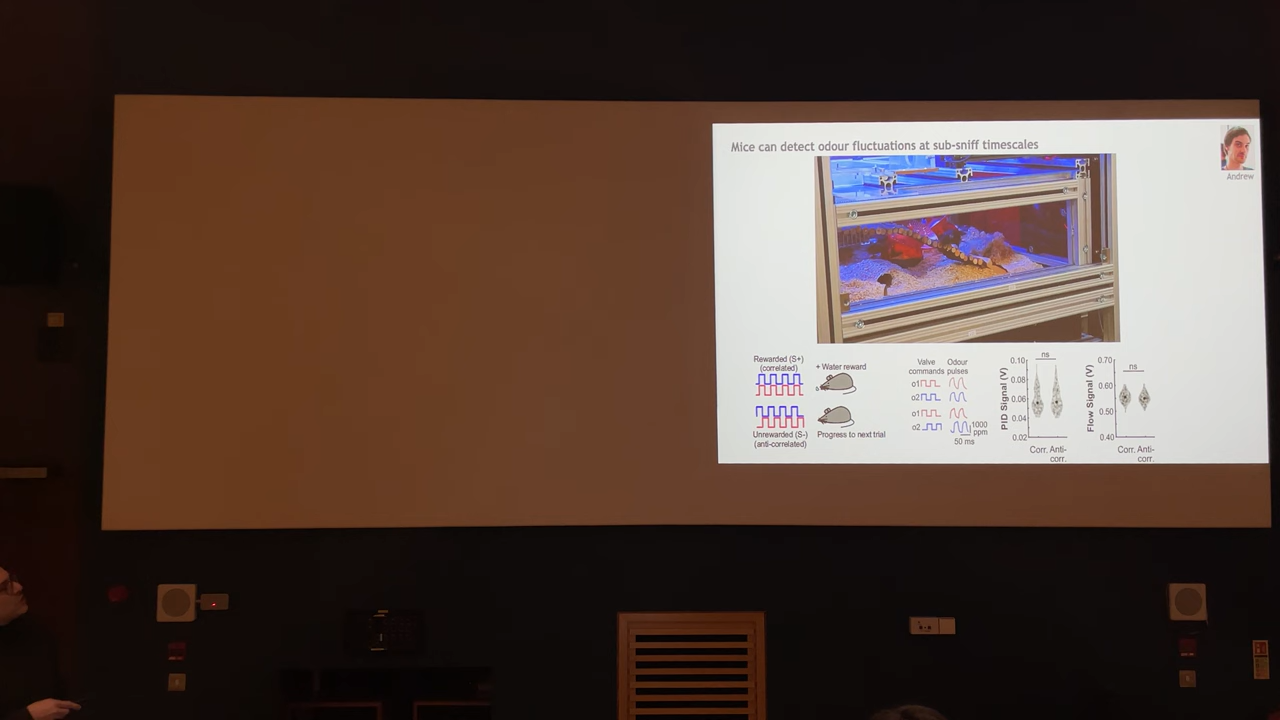 Mice can detect odour fluctuations at sub-sniff timescales
Andrew
Rewarded (S+)
(correlated)
+ Water reward
Unrewarded (S-)
(anti-correlated)
Progress to next trial
Valve
commands
Odour
pulses
o1
o2
o1
o2
1000
ppm
50 ms
PID Signal (V)
0.10
0.08
0.06
0.04
0.02
ns
Corr. Anti-
corr.
Flow Signal (V)
0.70
0.60
0.50
0.40
ns
Corr. Anti-
corr.